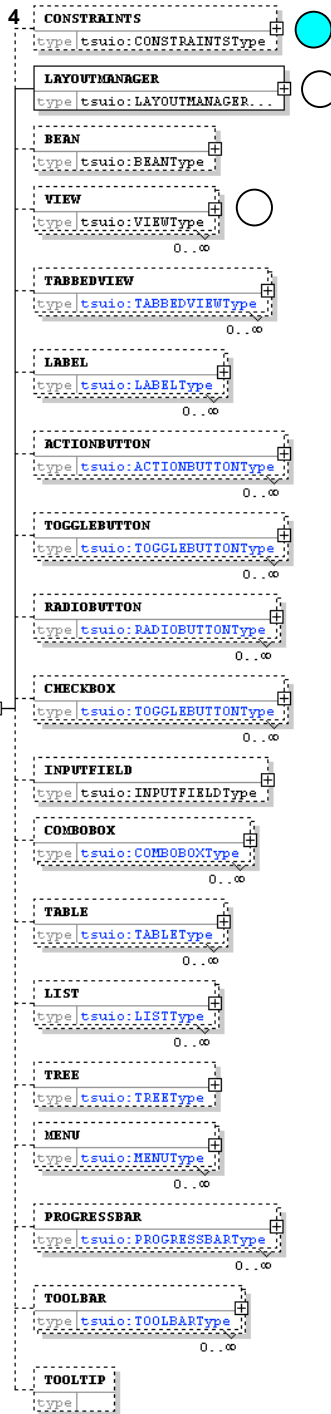 4
CONSTRAINTS
type tsuio:CONSTRAINTSType
LAYOUTMANAGER
type tsuio:LAYOUTMANAGER...
BEAN
type tsuio:BEANType
VIEW
type tsuio:VIEWType
0..∞
TABBEDVIEW
type tsuio:TABBEDVIEWType
0..∞
LABEL
type tsuio:LABELType
0..∞
ACTIONBUTTON
type tsuio:ACTIONBUTTONType
0..∞
TOGGLEBUTTON
type tsuio:TOGGLEBUTTONType
0..∞
RADIOBUTTON
type tsuio:RADIOBUTTONType
0..∞
CHECKBOX
type tsuio:TOGGLEBUTTONType
0..∞
INPUTFIELD
type tsuio:INPUTFIELDType
COMBOBOX
type tsuio:COMBOBOXType
0..∞
TABLE
type tsuio:TABLEType
0..∞
LIST
type tsuio:LISTType
0..∞
TREE
type tsuio:TREEType
MENU
type tsuio:MENUType
0..∞
PROGRESSBAR
type tsuio:PROGRESSBARType
0..∞
TOOLBAR
type tsuio:TOOLBARType
0..∞
TOOLTIP
type